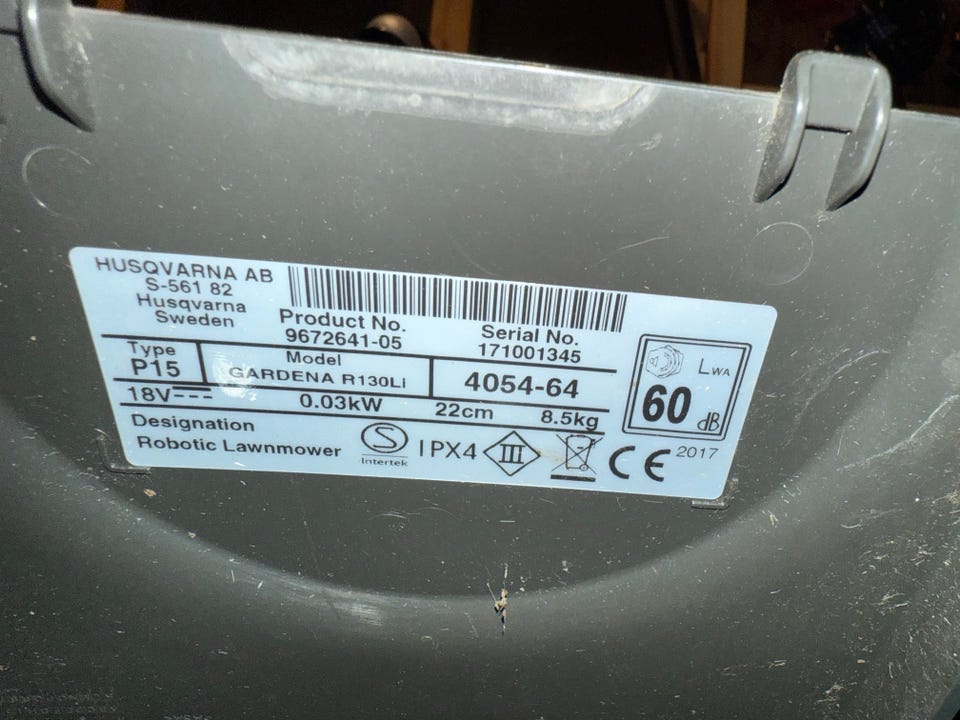 HUSQVARNA AB
S-561 82
Husqvarna
Sweden
Product No.
9672641-05
Serial No.
171001345
Type
P15
Model
GARDENA R130Li
4054-64
18V
0.03kW
22cm
8.5kg
LWA
60 dB
Designation
Robotic Lawnmower
S
Intertek
IPX4
III
CE
2017